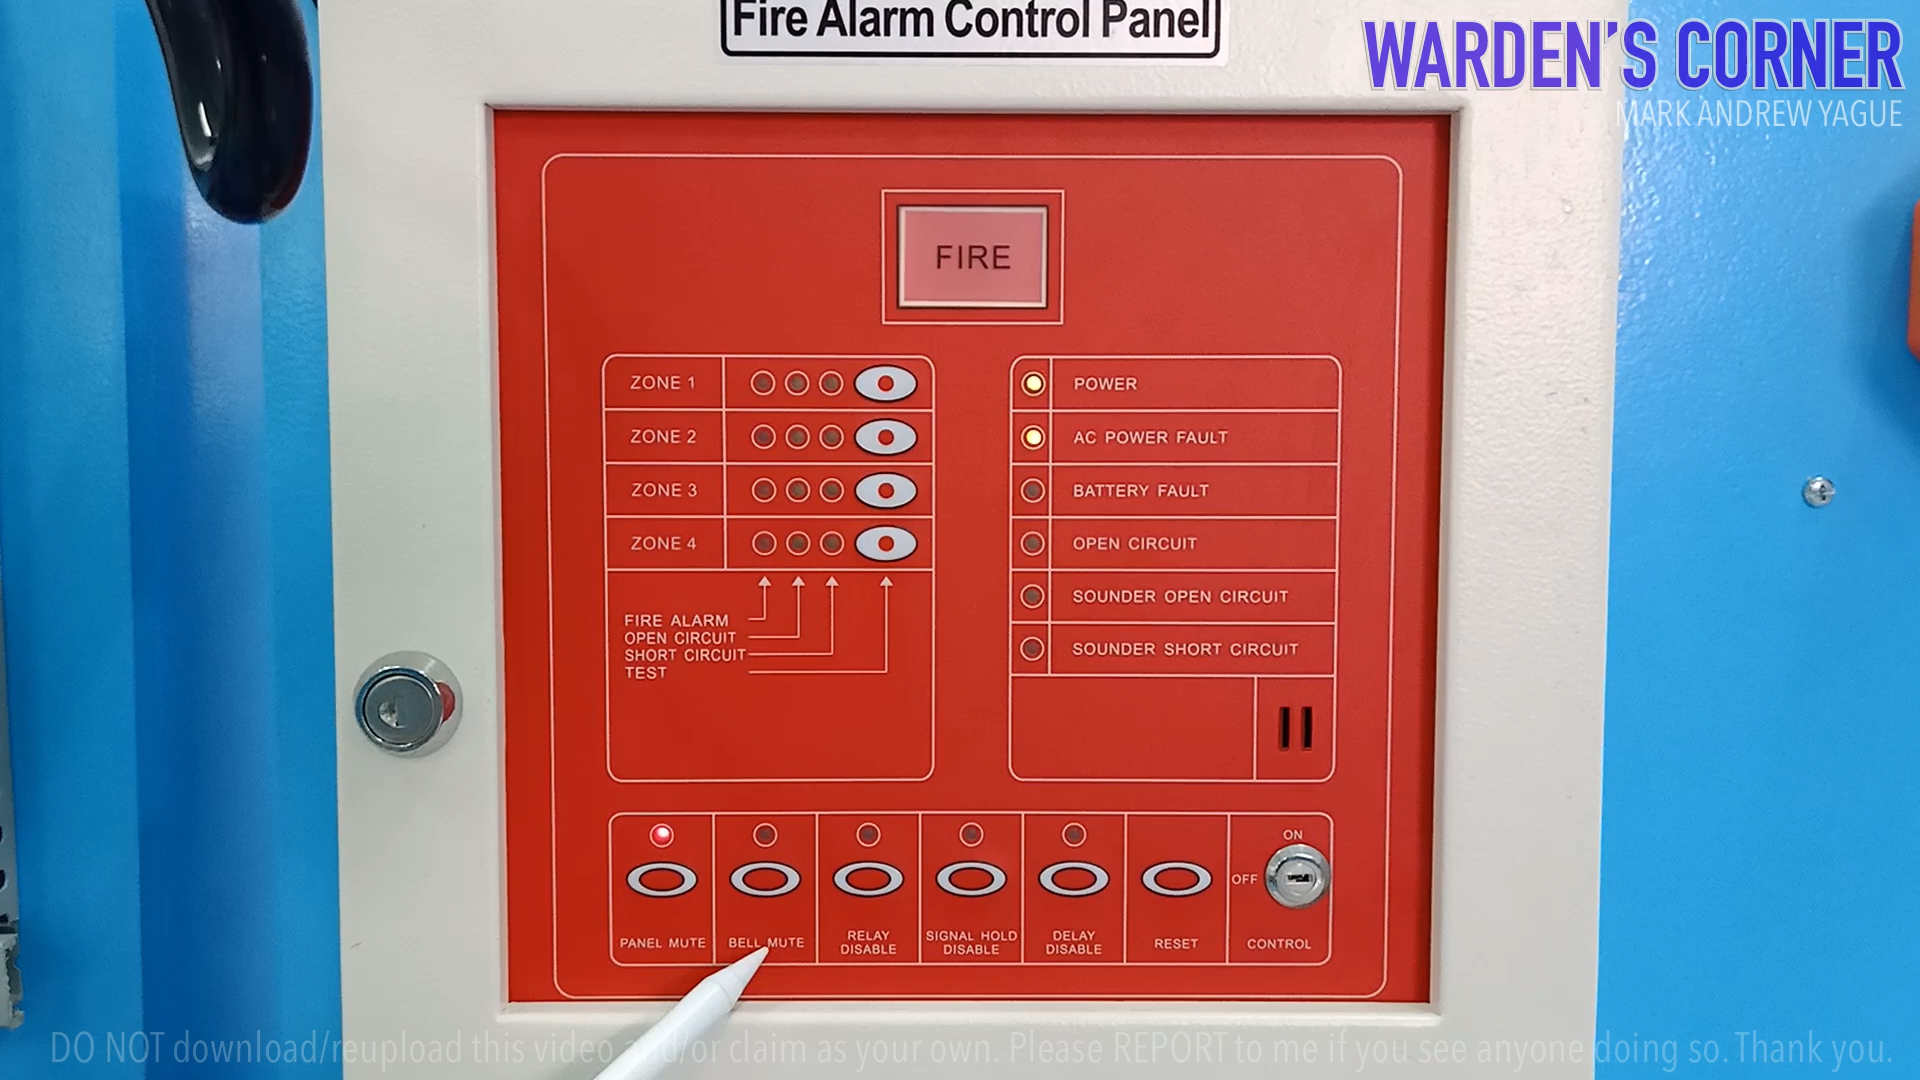 Fire Alarm Control Panel
WARDEN'S CORNER
MARK ANDREW YAGUE
FIRE
ZONE 1
ZONE 2
ZONE 3
ZONE 4
FIRE ALARM
OPEN CIRCUIT
SHORT CIRCUIT
TEST
POWER
AC POWER FAULT
BATTERY FAULT
OPEN CIRCUIT
SOUNDER OPEN CIRCUIT
SOUNDER SHORT CIRCUIT
PANEL MUTE
BELL MUTE
RELAY
DISABLE
SIGNAL HOLD
DISABLE
DELAY
DISABLE
RESET
ON
OFF
CONTROL
DO NOT download/reupload this video and/or claim as your own. Please REPORT to me if you see anyone doing so. Thank you.